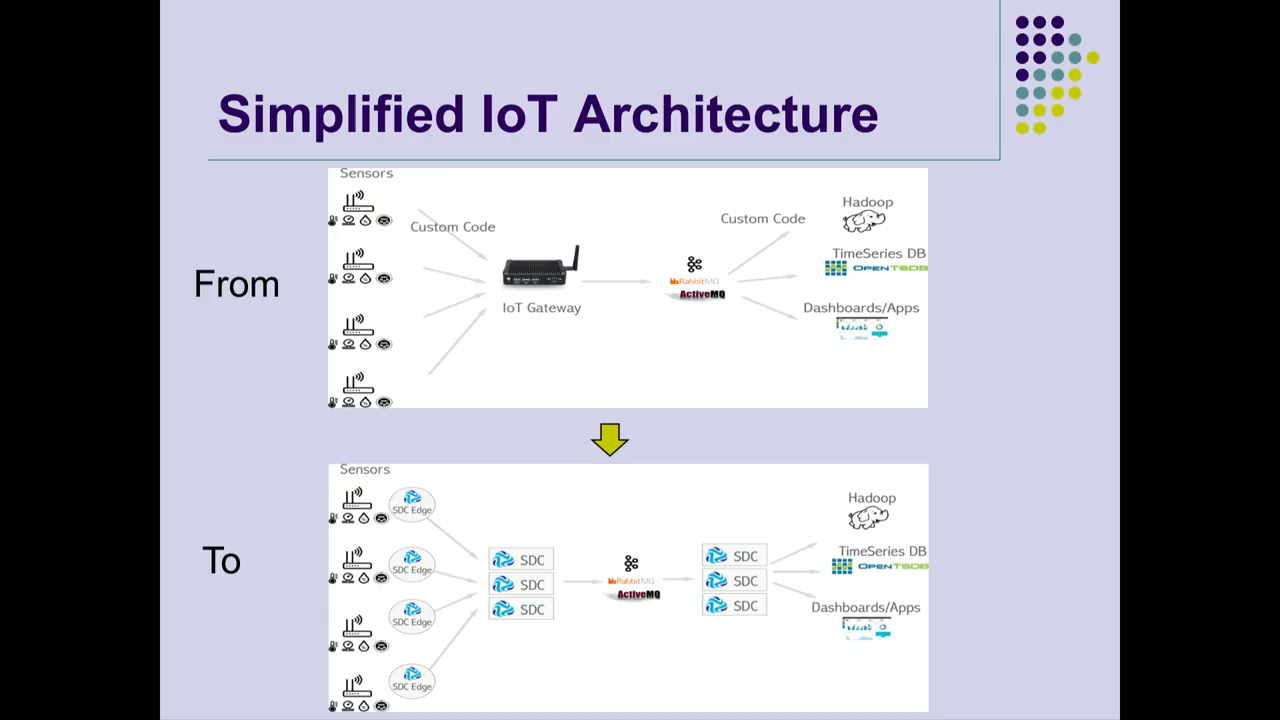 Simplified IoT Architecture
From
Sensors
Custom Code
IoT Gateway
RabbitMQ
ActiveMQ
Custom Code
Hadoop
TimeSeries DB
OPENTSDB
Dashboards/Apps
To
Sensors
SDC Edge
SDC Edge
SDC Edge
SDC Edge
SDC
SDC
SDC
RabbitMQ
ActiveMQ
SDC
SDC
SDC
Hadoop
TimeSeries DB
OPENTSDB
Dashboards/Apps